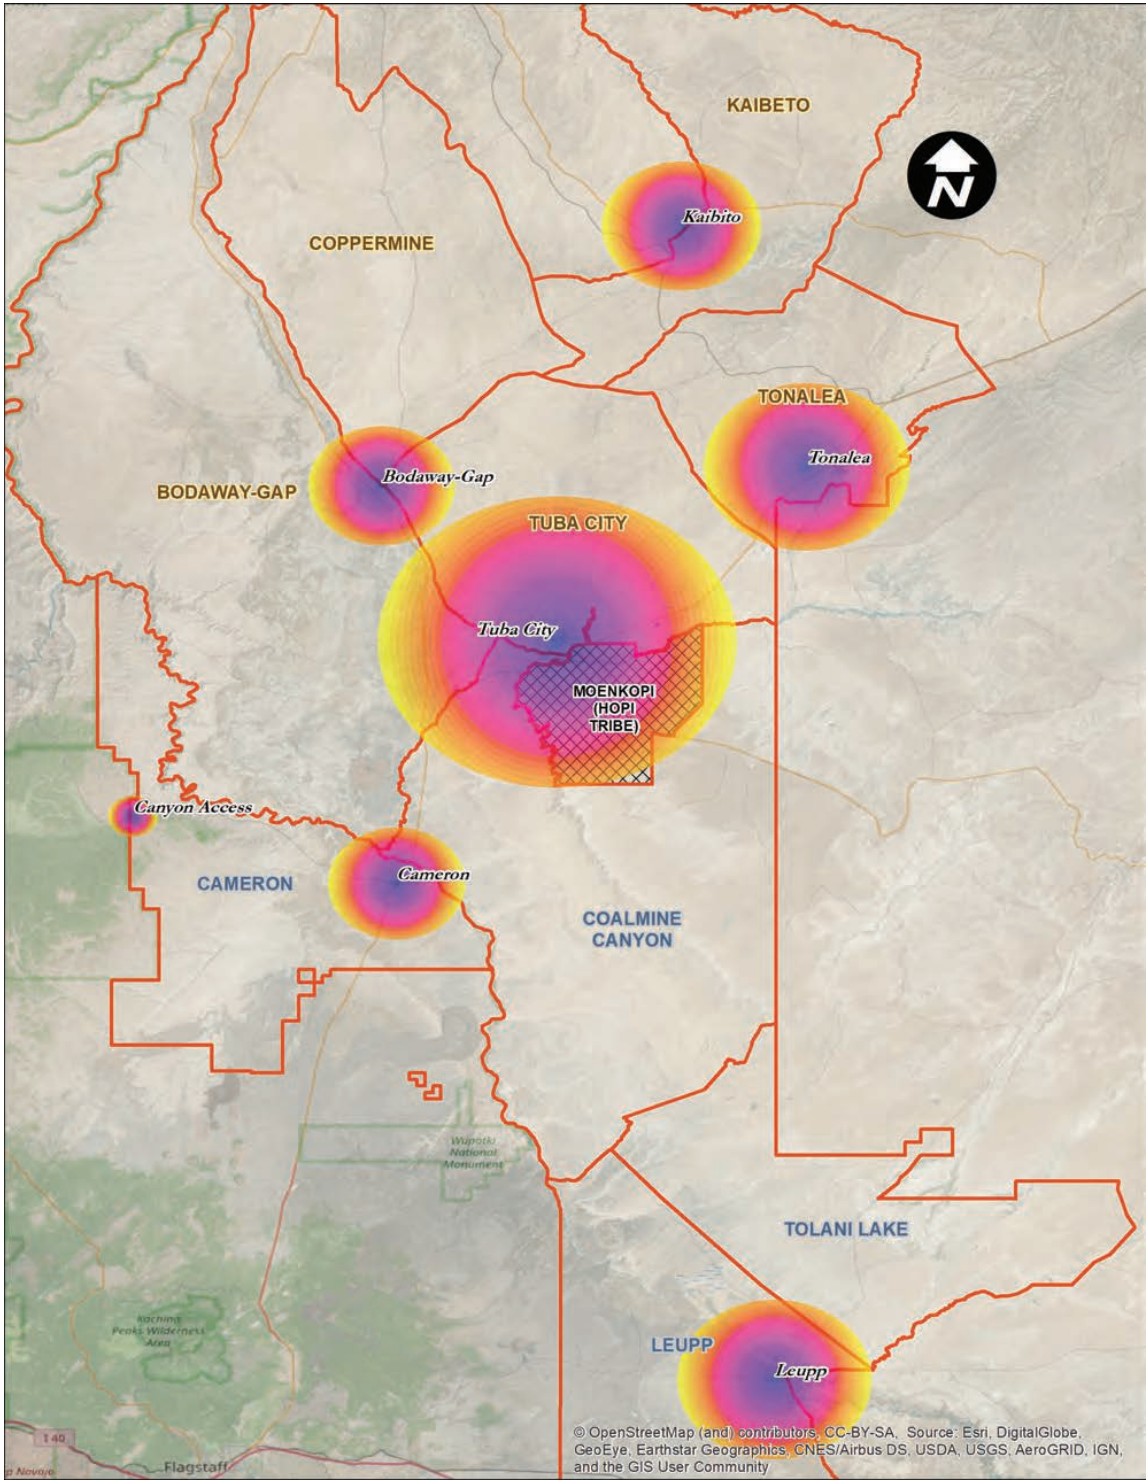 KAIBETO
N
Kaibito
COPPERMINE
TONALEA
Tonalea
Bodaway-Gap
BODAWAY-GAP
TUBA CITY
Tuba City
MOENKOPI
(HOPI
TRIBE)
Canyon Access
Cameron
CAMERON
COALMINE
CANYON
Wupatki
National
Monument
TOLANI LAKE
Kachina
Peaks Wilderness
Area
LEUPP
Leupp
I 40
Flagstaff
p Navajo
© OpenStreetMap (and) contributors, CC-BY-SA, Source: Esri, DigitalGlobe,
GeoEye, Earthstar Geographics, CNES/Airbus DS, USDA, USGS, AeroGRID, IGN,
and the GIS User Community